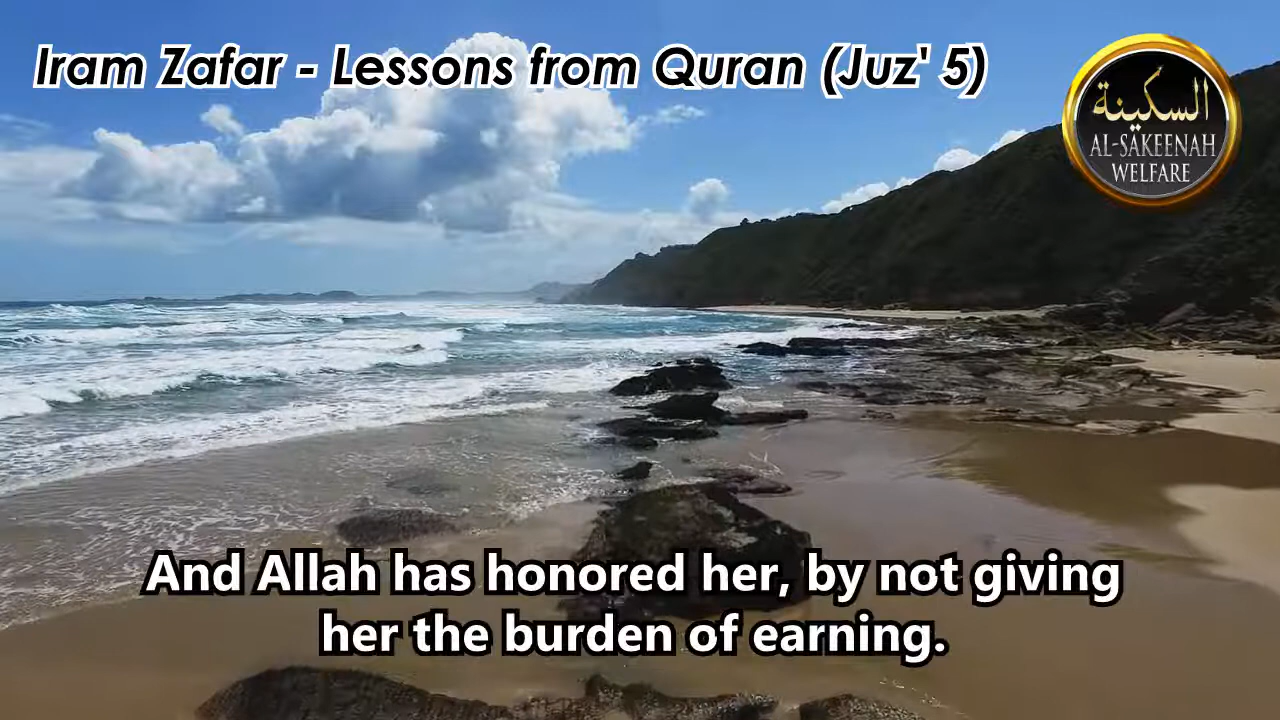 Iram Zafar - Lessons from Quran (Juz' 5)
السكينة
AL-SAKEENAH
WELFARE
And Allah has honored her, by not giving
her the burden of earning.